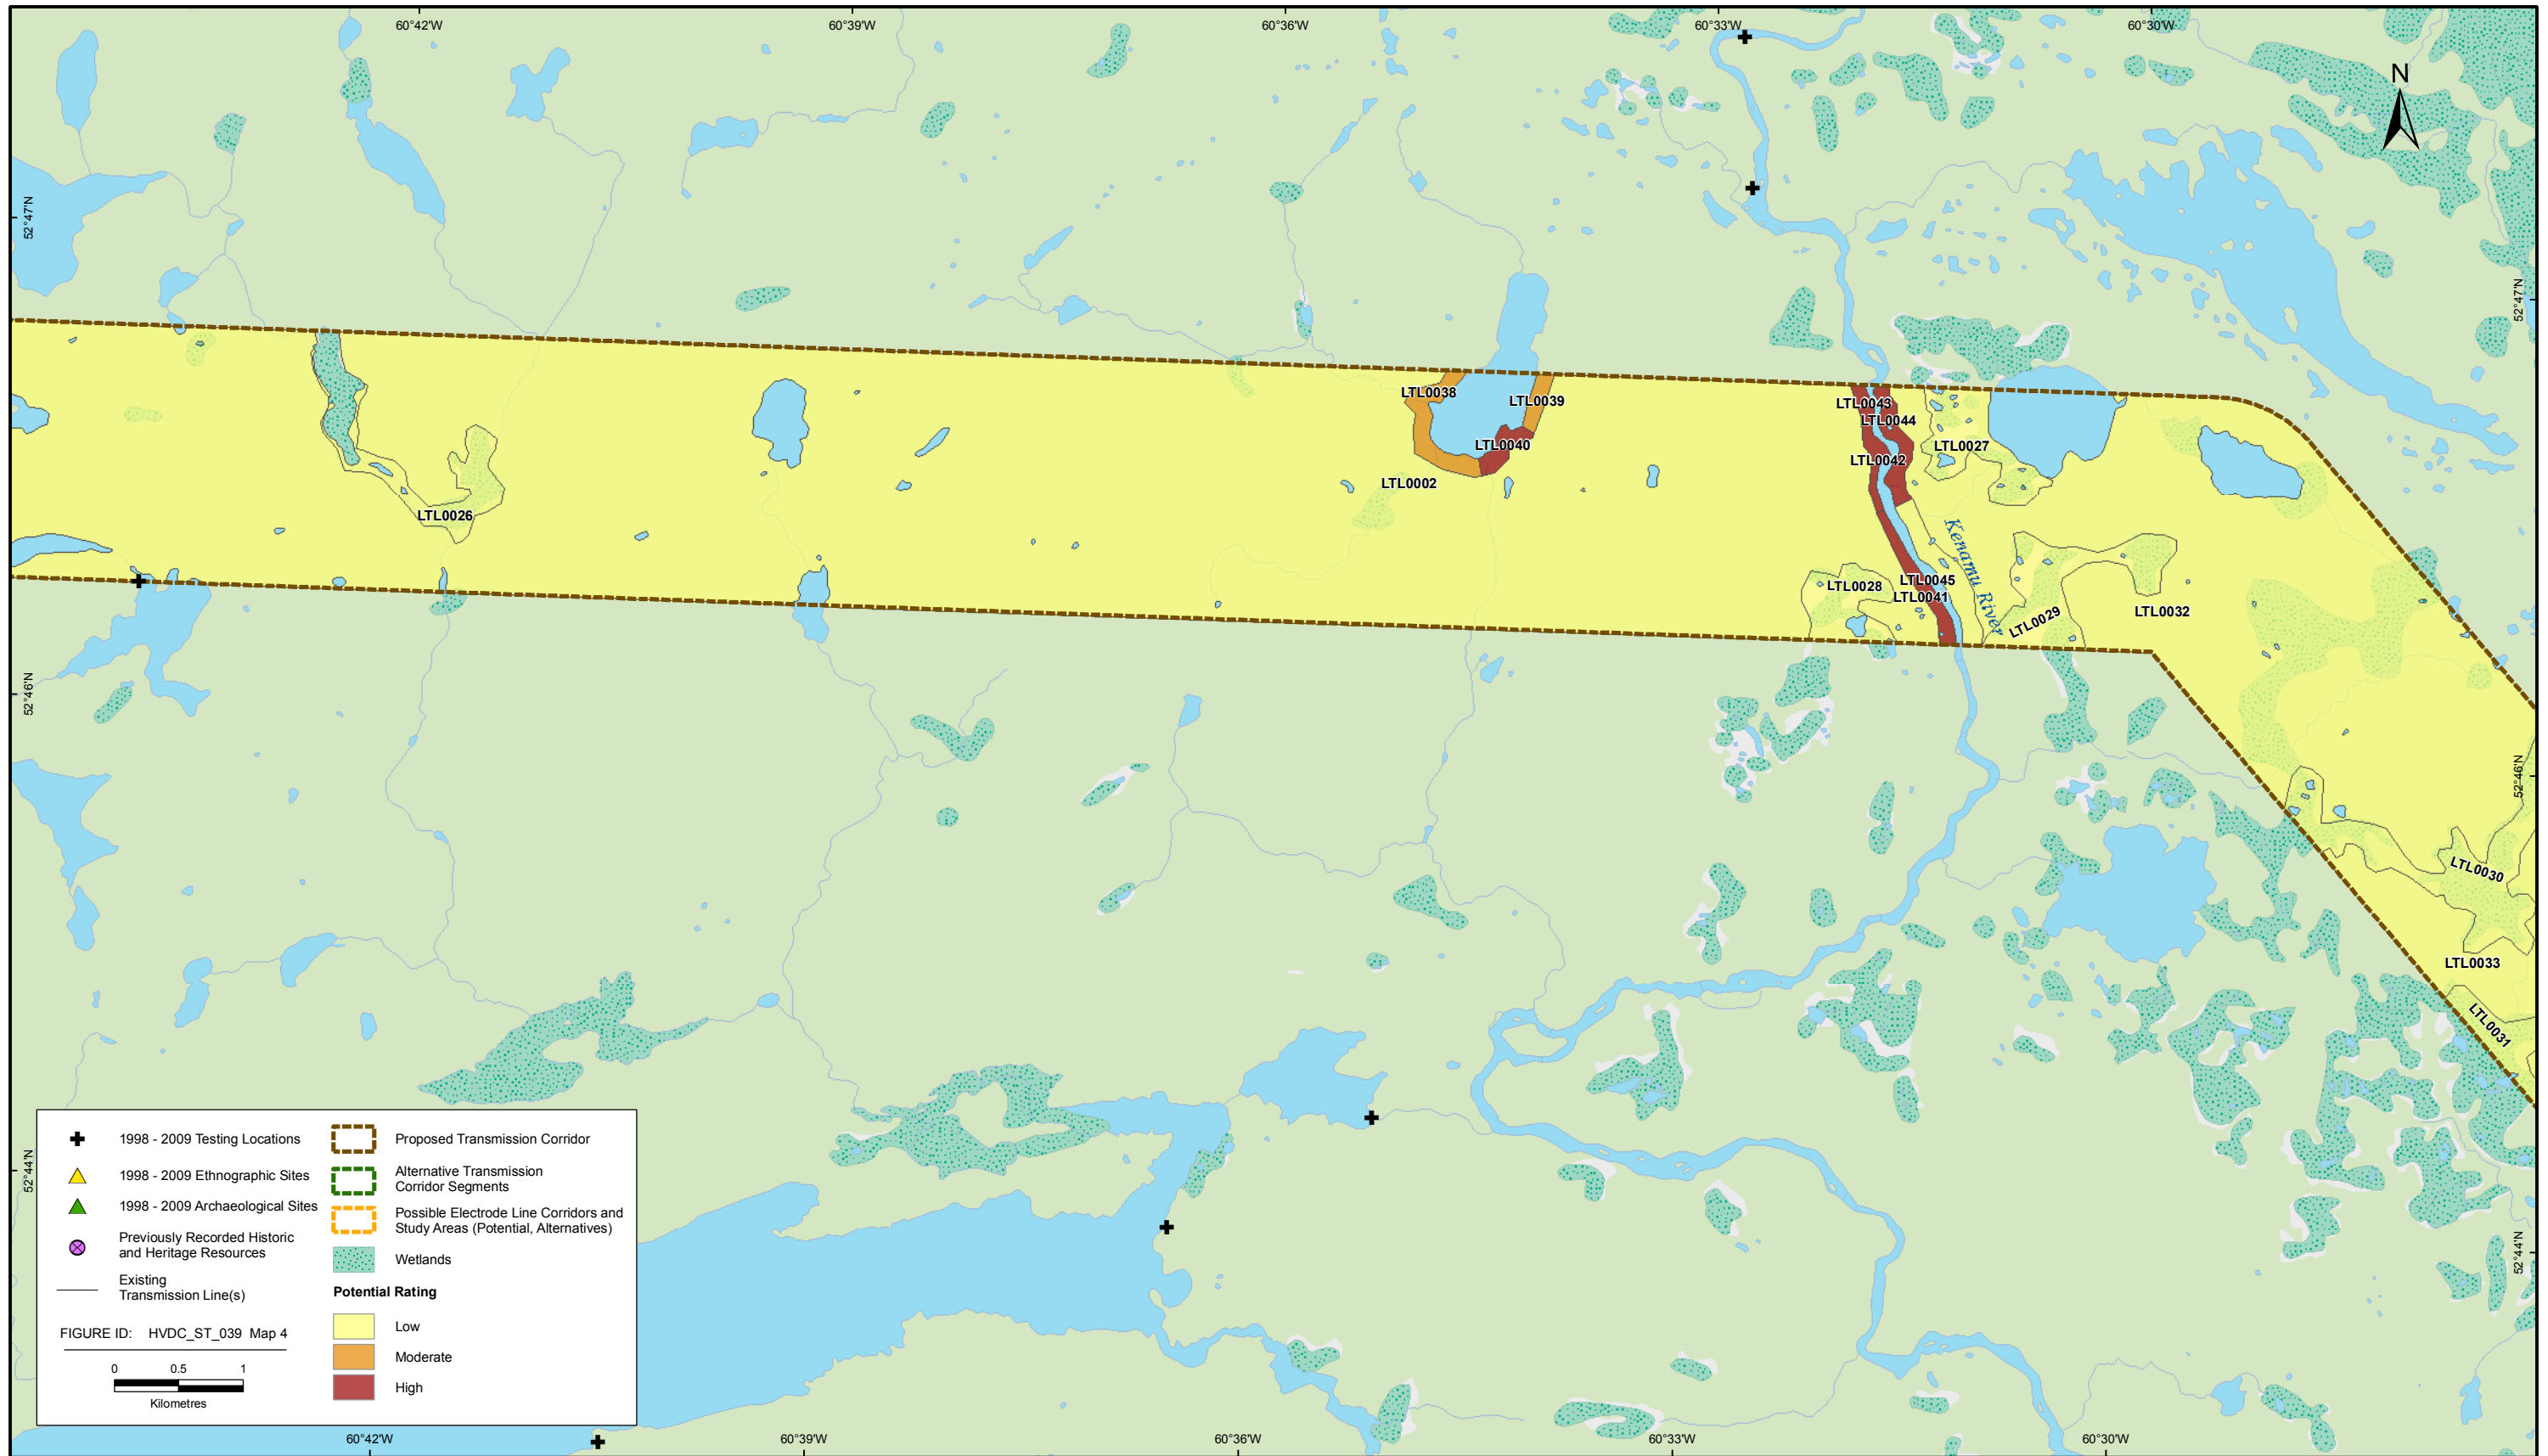 60°42'W
60°39'W
60°36'W
60°33'W
60°30'W
N
52°47'N
52°47'N
LTL0038
LTL0039
LTL0043
LTL0044
LTL0040
LTL0027
LTL0042
LTL0002
LTL0026
Kenamu River
LTL0045
LTL0028
LTL0041
LTL0032
LTL0029
52°46'N
52°46'N
LTL0030
LTL0033
LTL0031
52°44'N
52°44'N
1998 - 2009 Testing Locations
1998 - 2009 Ethnographic Sites
1998 - 2009 Archaeological Sites
Previously Recorded Historic
and Heritage Resources
Existing
Transmission Line(s)
FIGURE ID: HVDC_ST_039 Map 4
0 0.5 1
Kilometres
Proposed Transmission Corridor
Alternative Transmission
Corridor Segments
Possible Electrode Line Corridors and
Study Areas (Potential, Alternatives)
Wetlands
Potential Rating
Low
Moderate
High
60°42'W
60°39'W
60°36'W
60°33'W
60°30'W